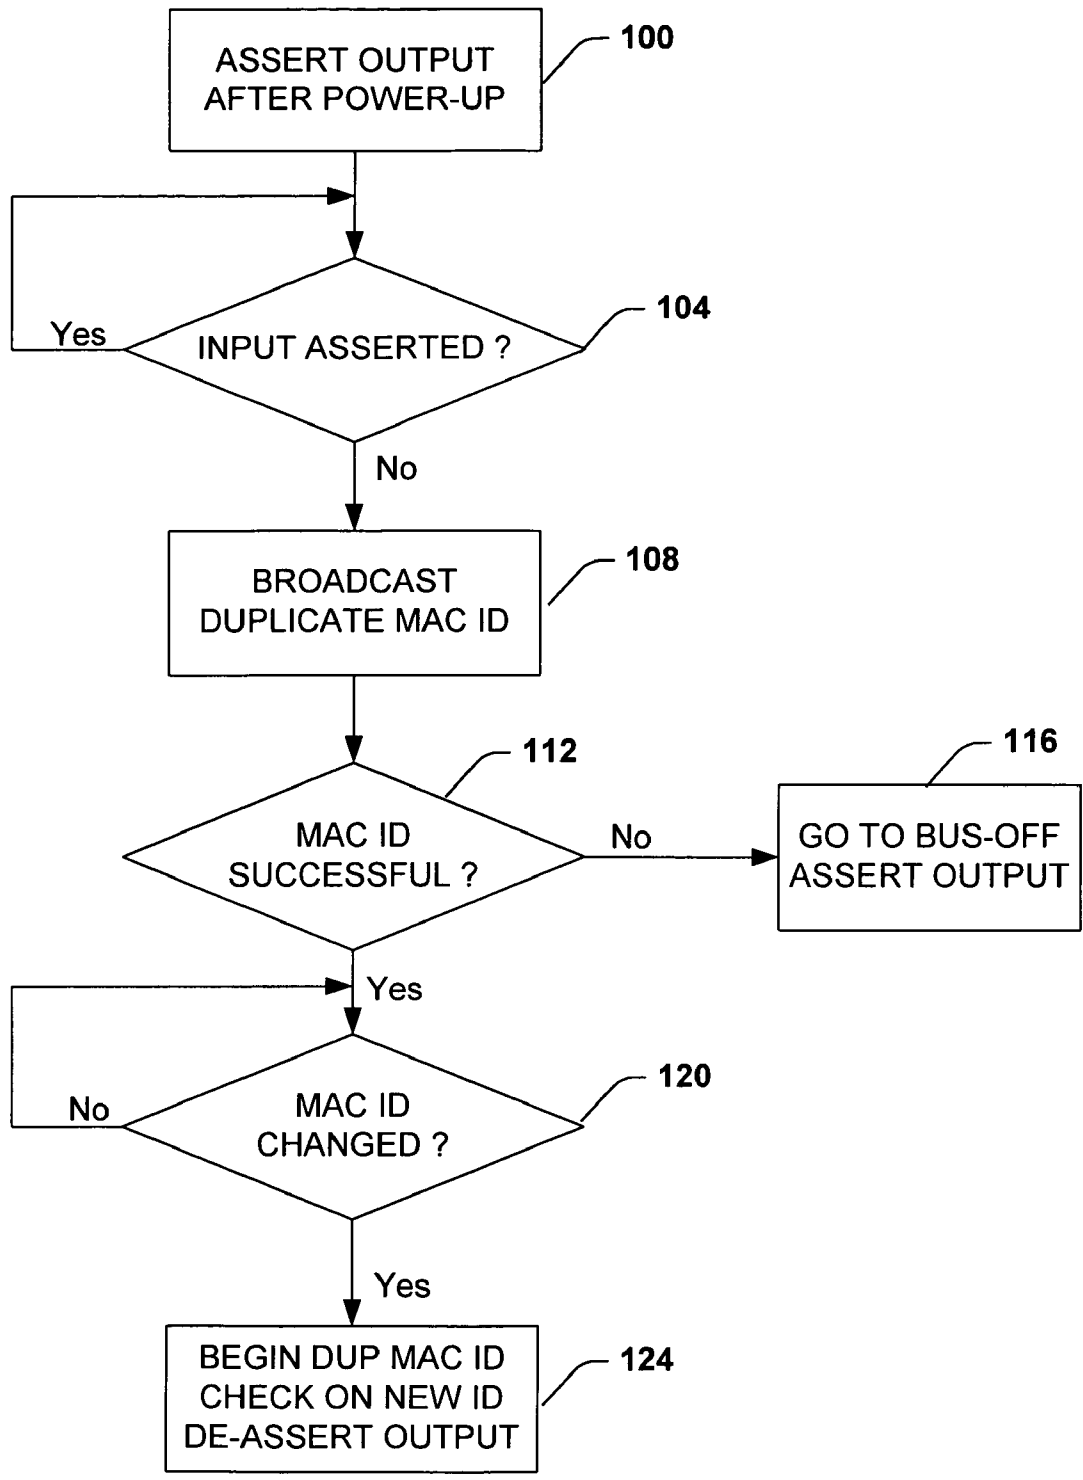 100
ASSERT OUTPUT
AFTER POWER-UP
104
Yes
INPUT ASSERTED ?
No
108
BROADCAST
DUPLICATE MAC ID
112
116
MAC ID
SUCCESSFUL ?
No
GO TO BUS-OFF
ASSERT OUTPUT
Yes
120
No
MAC ID
CHANGED ?
Yes
124
BEGIN DUP MAC ID
CHECK ON NEW ID
DE-ASSERT OUTPUT